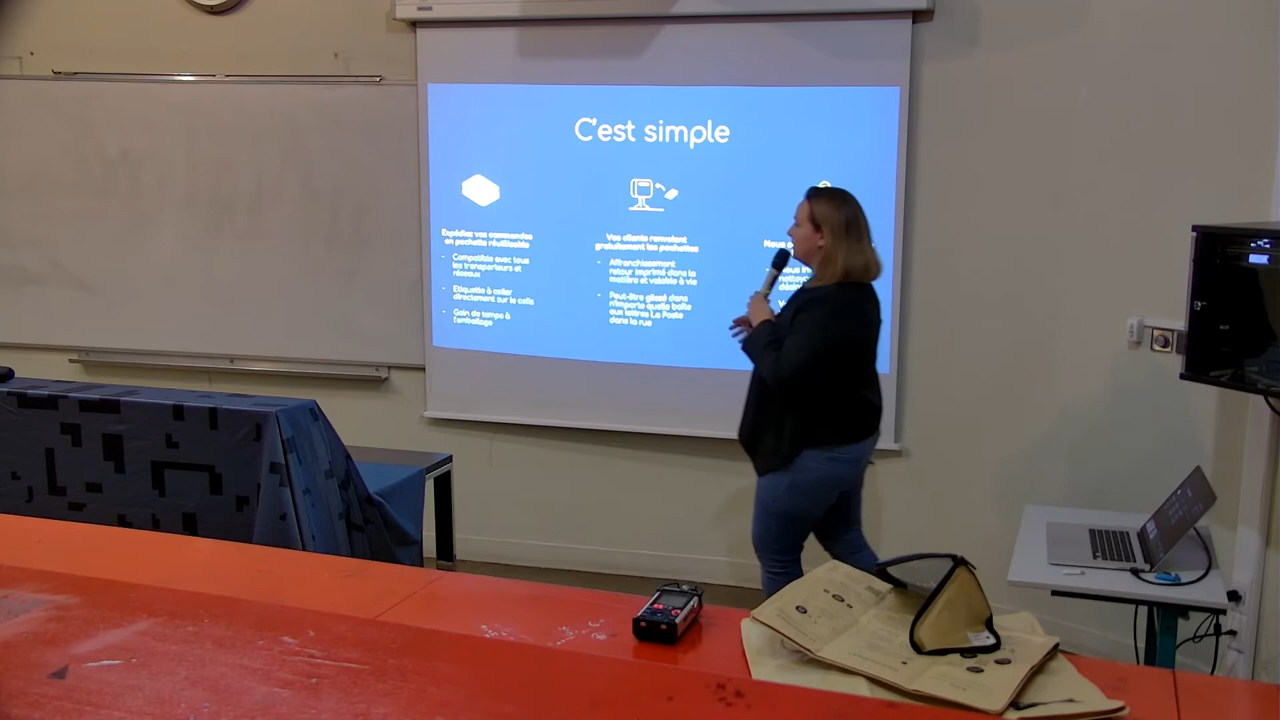 C'est simple
Expédiez vos commandes
en pochette réutilisable
- Compatible avec tous
les transporteurs et
réseaux
- Etiquette à coller
directement sur le colis
- Gain de temps à
l'emballage
Vos clients renvoient
gratuitement les pochettes
- Affranchissement
retour imprimé dans la
matière et valable à vie
- Peut-être glissé dans
n'importe quelle boîte
aux lettres La Poste
dans la rue
Nous